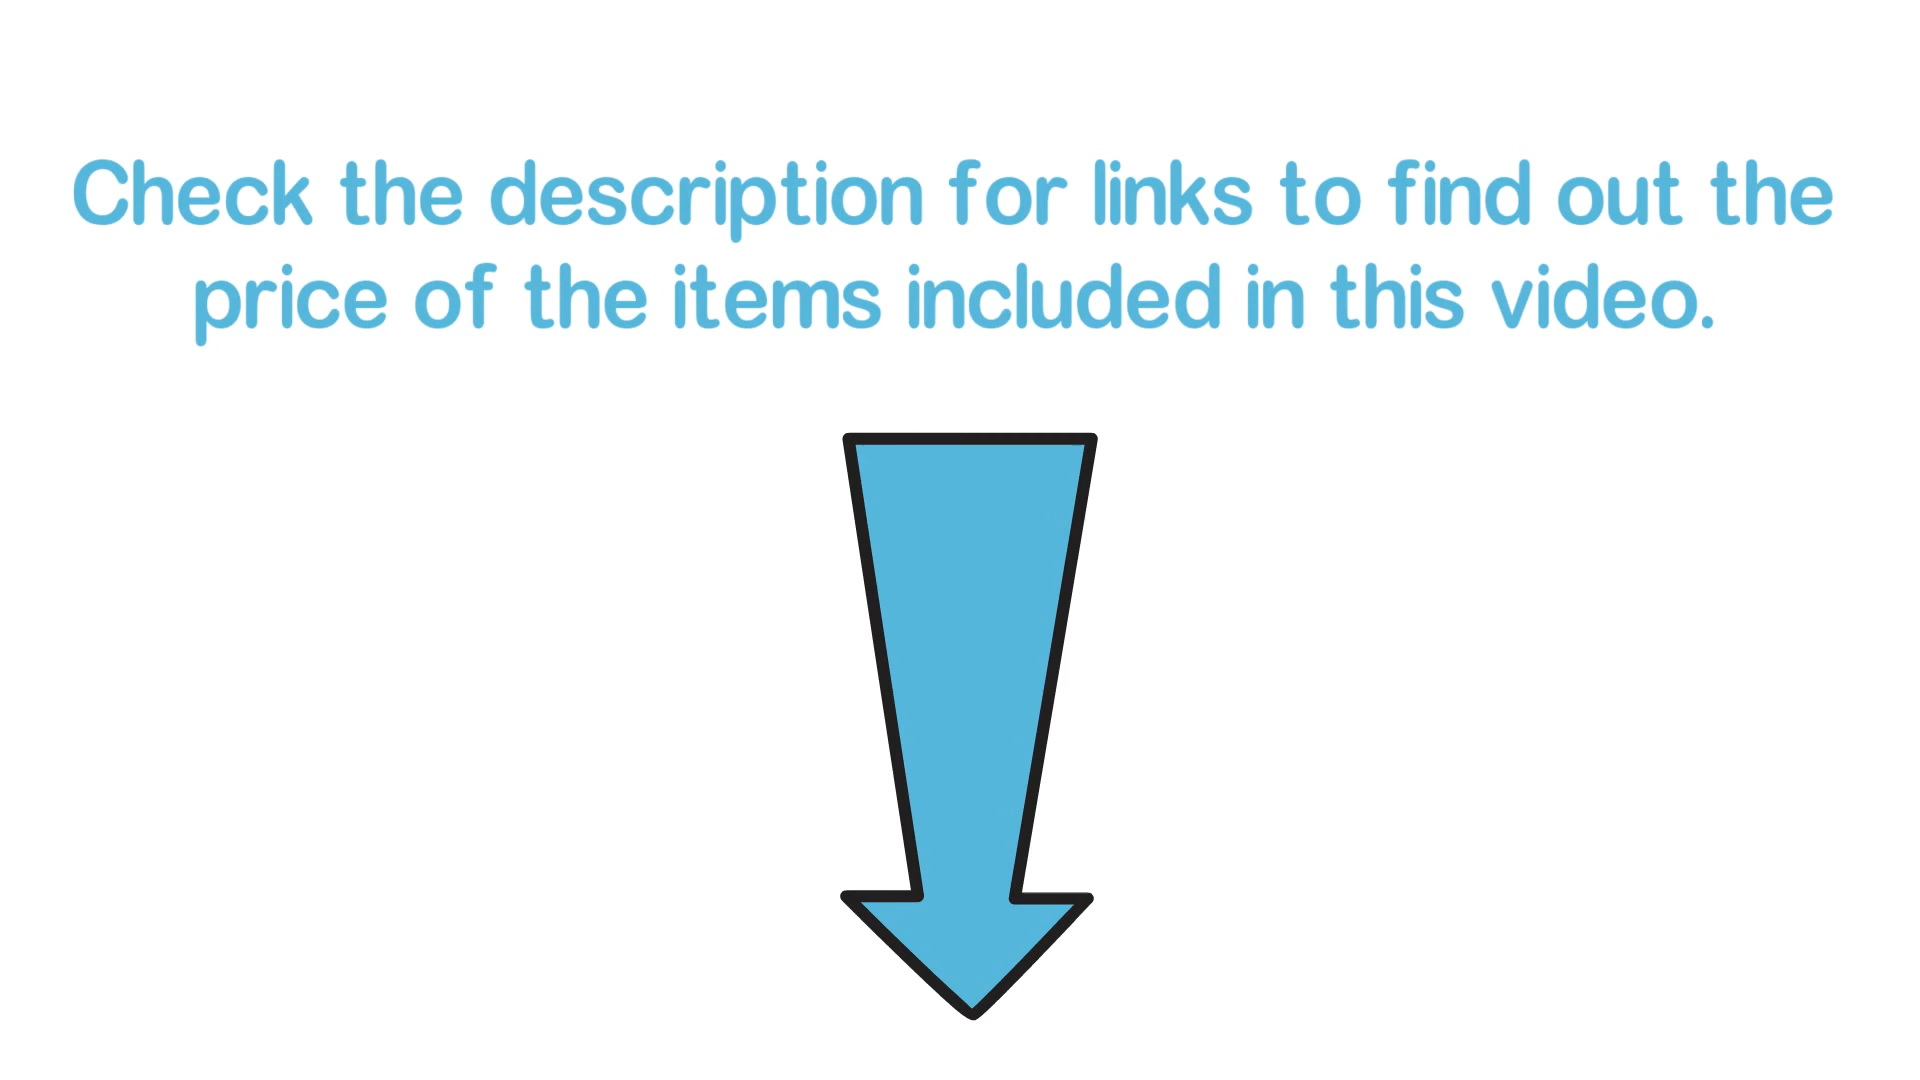 Check the description for links to find out the
price of the items included in this video.